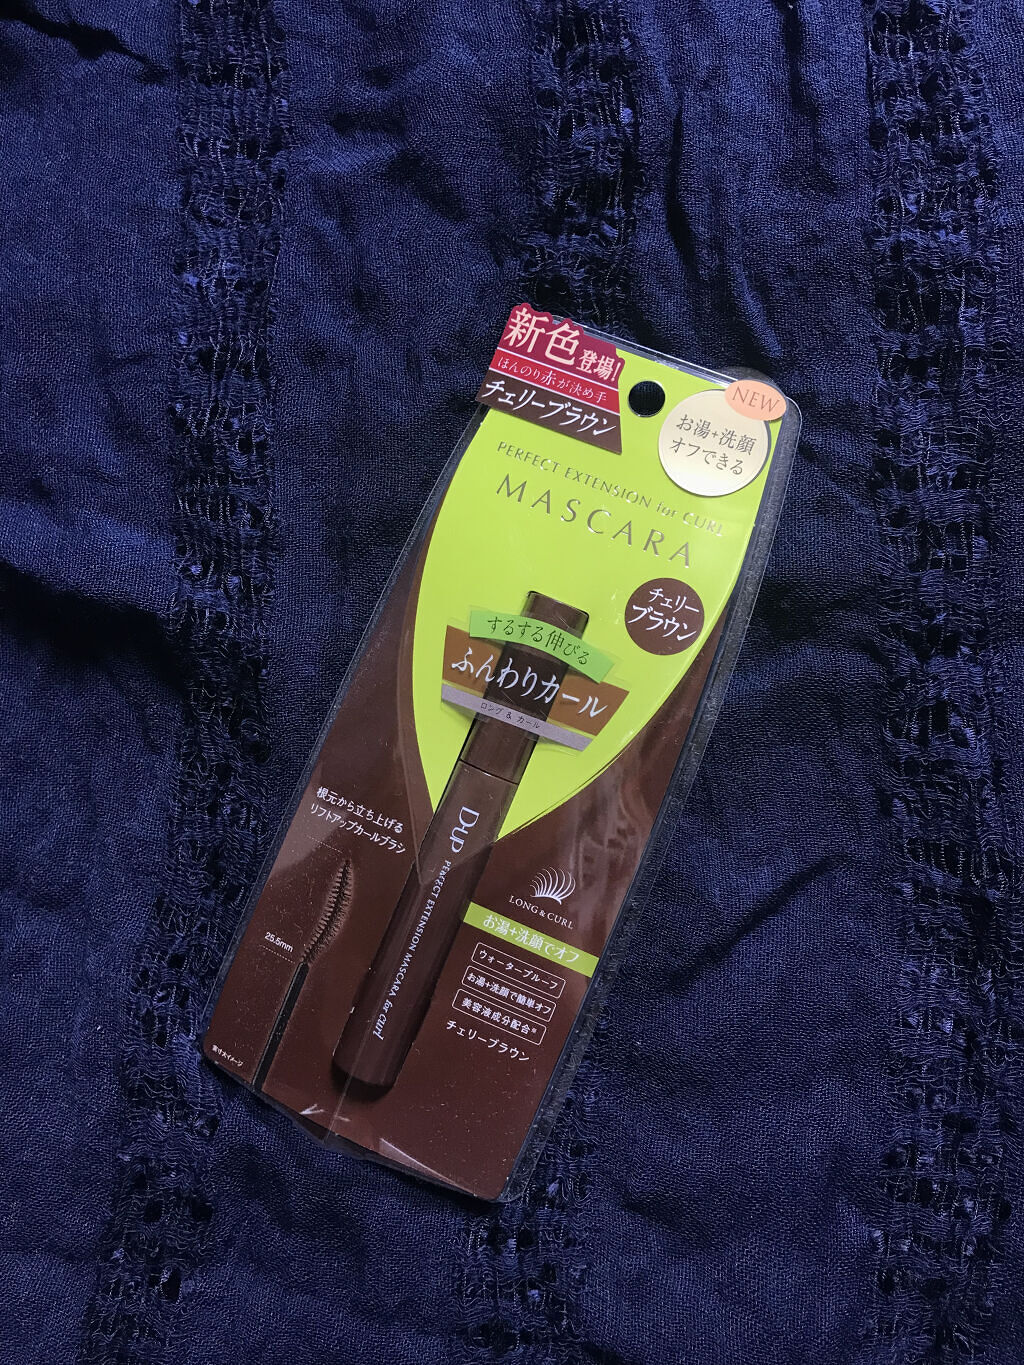 新色登場!
ほんのり赤が決め手
チェリーブラウン
NEW
お湯+洗顔
オフできる
PERFECT EXTENSION for CURL
MASCARA
チェリー
ブラウン
するする伸びる
ふんわりカール
ロング & カール
根元から立ち上げる
リフトアップカールブラシ
25.5mm
実寸大イメージ
D-UP
PERFECT EXTENSION MASCARA for CURL
LONG & CURL
お湯+洗顔でオフ
ウォータープルーフ
お湯+洗顔で簡単オフ
美容液成分配合※
チェリーブラウン